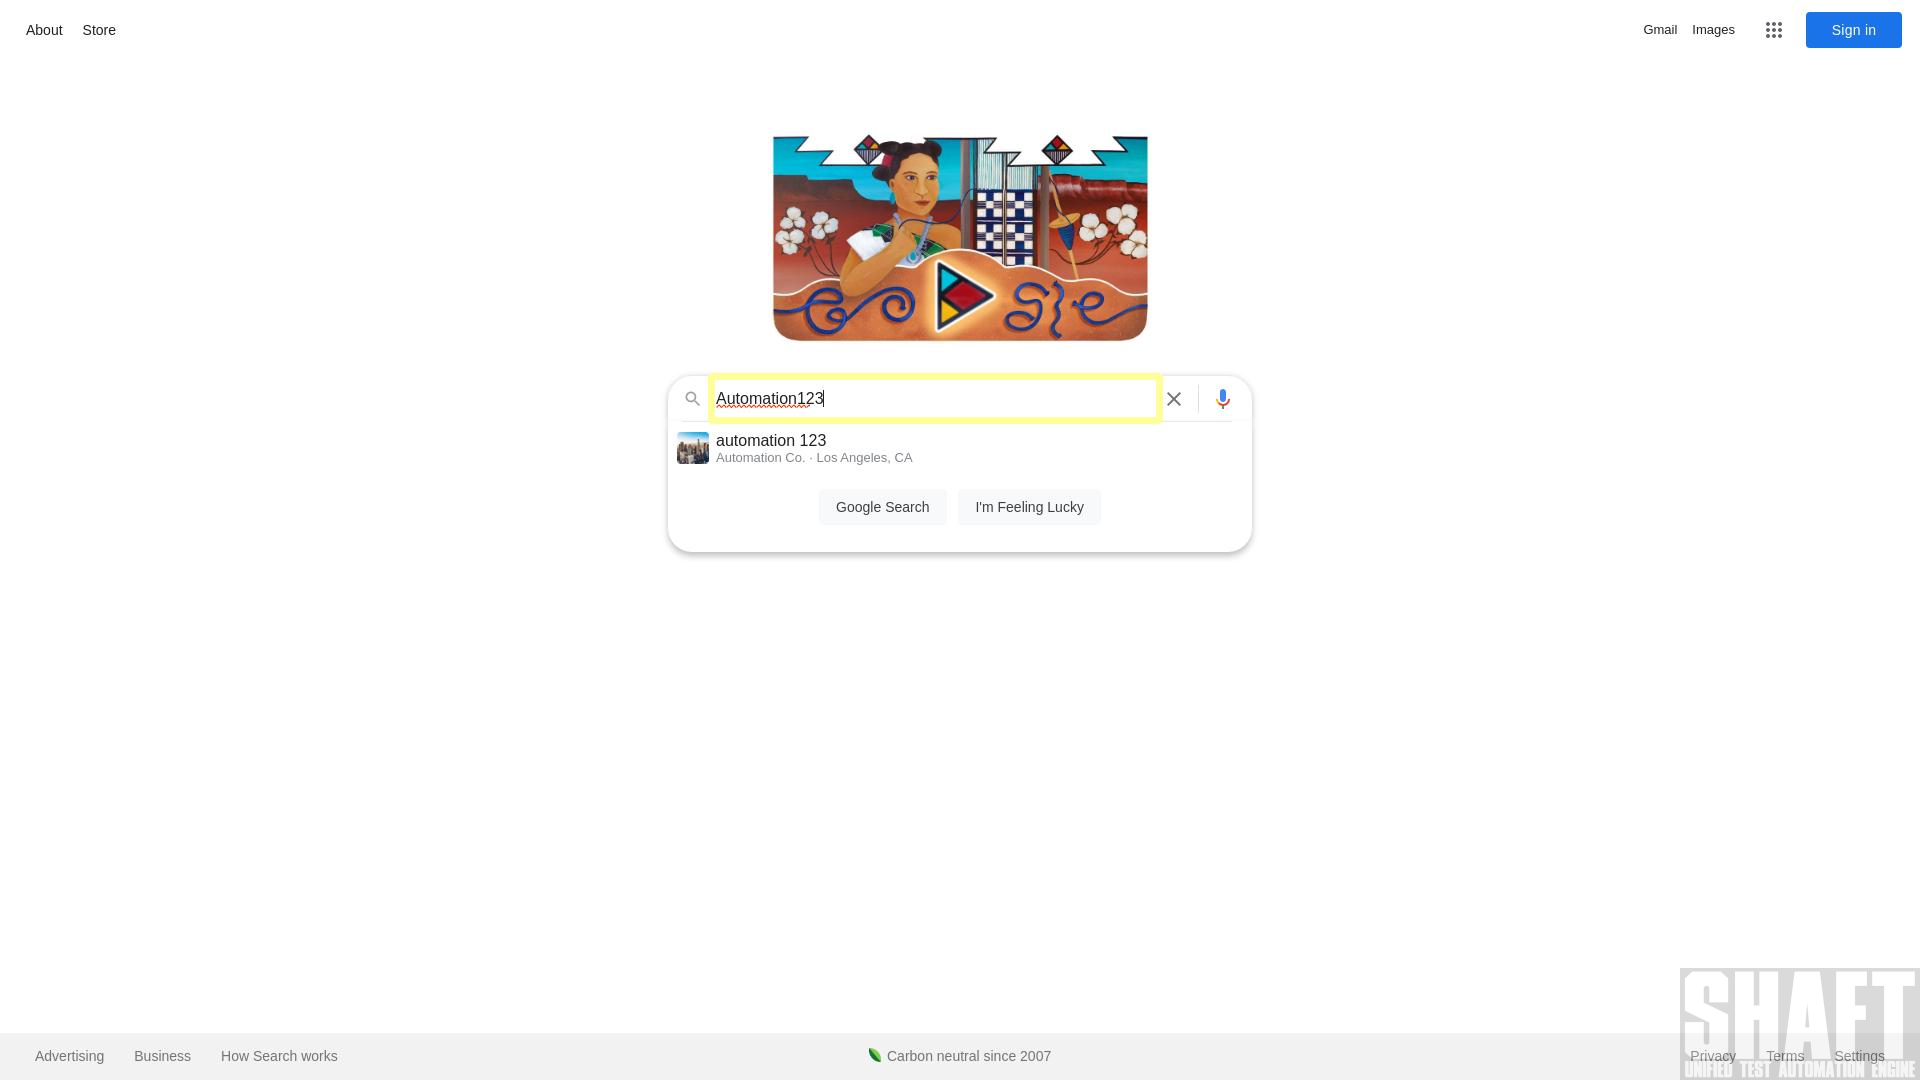 About Store Gmail Images Sign in
Google
Automation123
automation 123
Automation Co. · Los Angeles, CA
Google Search I'm Feeling Lucky
SHAFT
Advertising Business How Search works Carbon neutral since 2007 Privacy Terms Settings
UNIFIED TEST AUTOMATION ENGINE